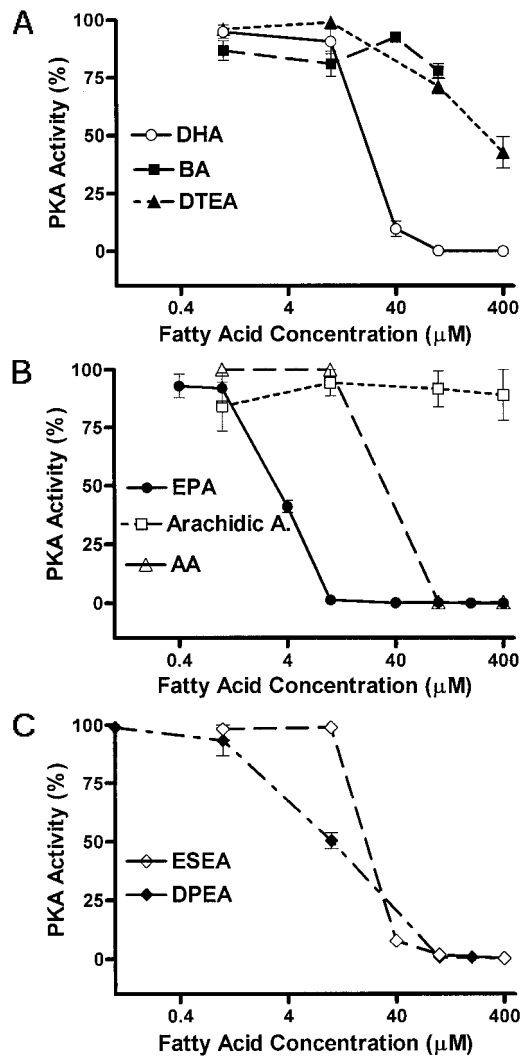 A
PKA Activity (%)
100
75
50
25
0
DHA
BA
DTEA
0.4 4 40 400
Fatty Acid Concentration (μM)
B
PKA Activity (%)
100
75
50
25
0
EPA
Arachidic A.
AA
0.4 4 40 400
Fatty Acid Concentration (μM)
C
PKA Activity (%)
100
75
50
25
0
ESEA
DPEA
0.4 4 40 400
Fatty Acid Concentration (μM)